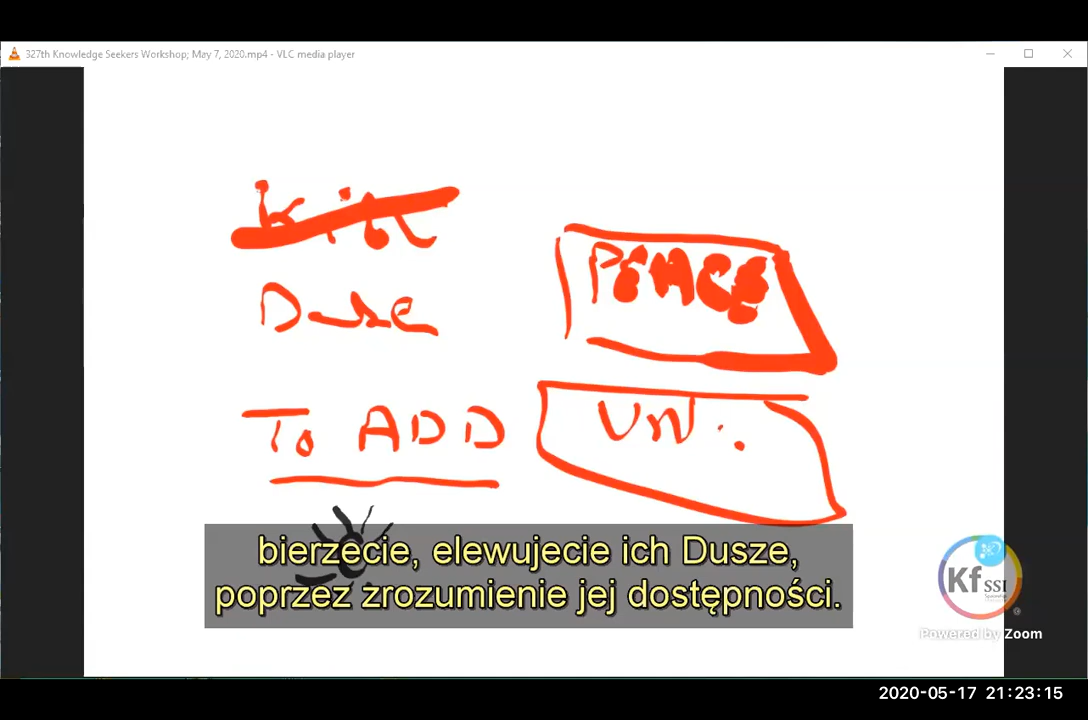 327th Knowledge Seekers Workshop; May 7, 2020.mp4 - VLC media player
PEACE
To ADD
UN.
bierzecie, elewujecie ich Dusze,
poprzez zrozumienie jej dostępności.
Kf SSI
Powered by Zoom
2020-05-17 21:23:15